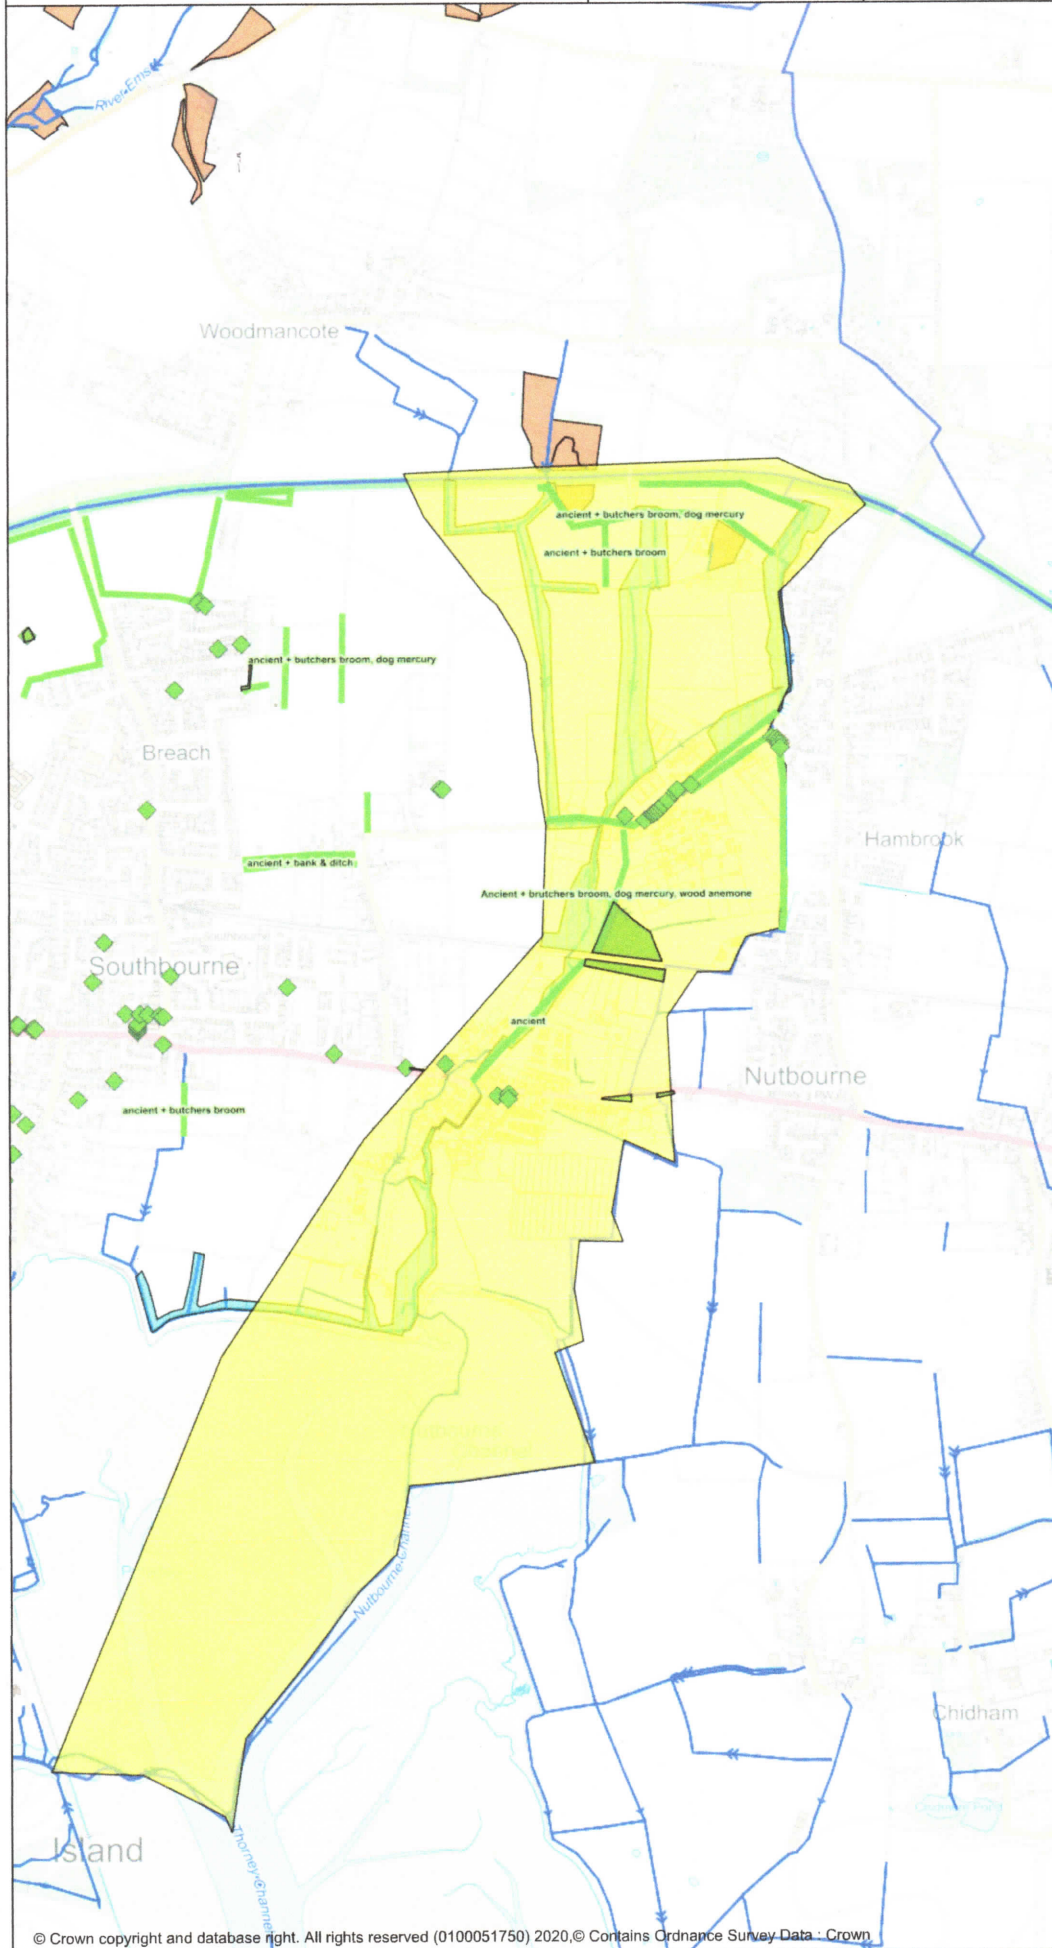 River Ems
Woodmancote
ancient + butchers broom, dog mercury
ancient + butchers broom
ancient + butchers broom, dog mercury
Breach
Hambrook
ancient + bank & ditch
Ancient + brutchers broom, dog mercury, wood anemone
Southbourne
ancient
Nutbourne
ancient + butchers broom
Nutbourne Channel
Chidham
Island
Thorney Channel
© Crown copyright and database right. All rights reserved (0100051750) 2020,© Contains Ordnance Survey Data : Crown